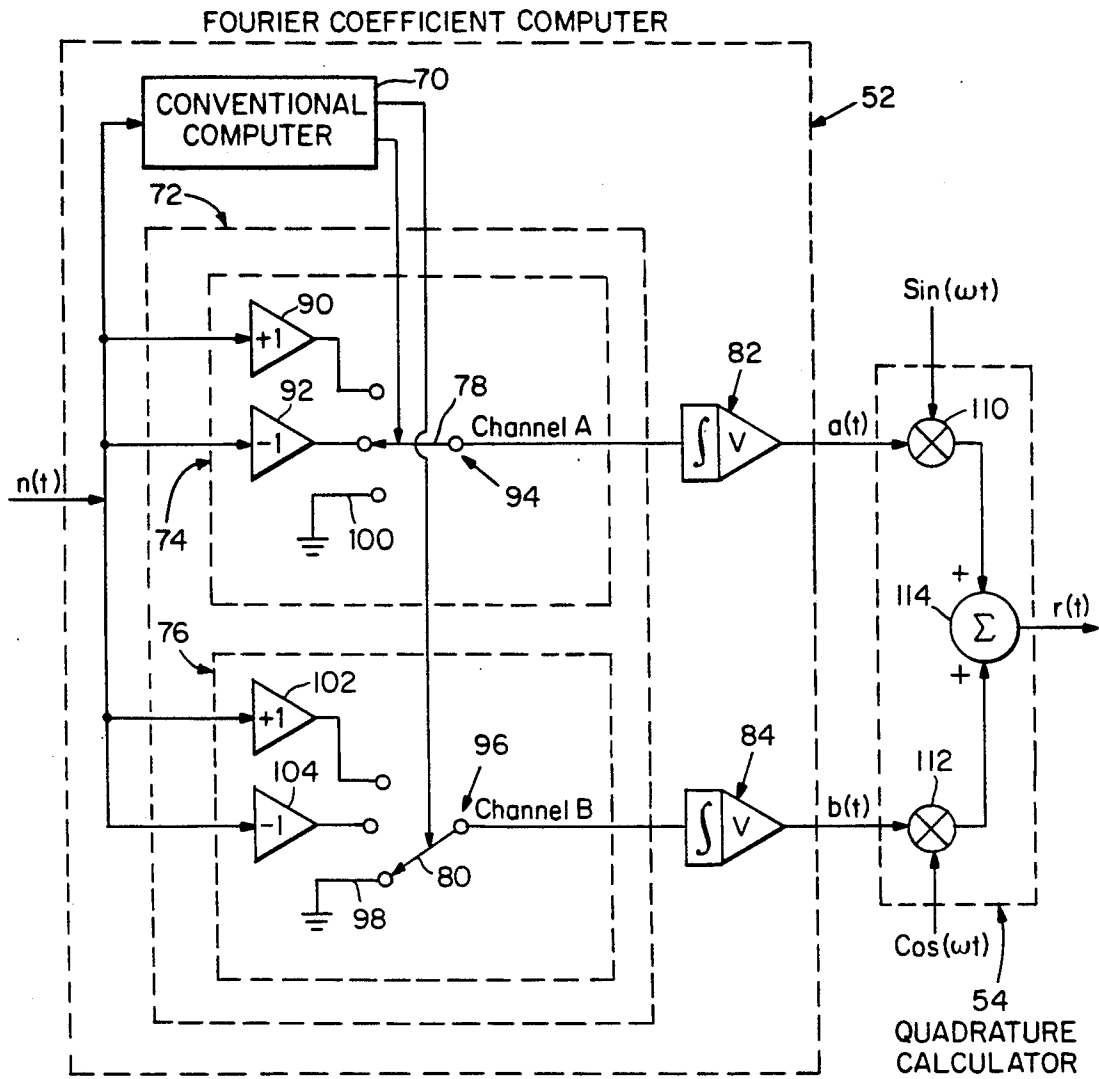 FOURIER COEFFICIENT COMPUTER
70
CONVENTIONAL
COMPUTER
52
72
90
+1
92
-1
78
Channel A
94
100
74
n(t)
82
∫ V
a(t)
Sin(ωt)
110
114
+
Σ
+
r(t)
76
102
+1
104
-1
96
Channel B
80
98
84
∫ V
b(t)
112
Cos(ωt)
54
QUADRATURE
CALCULATOR